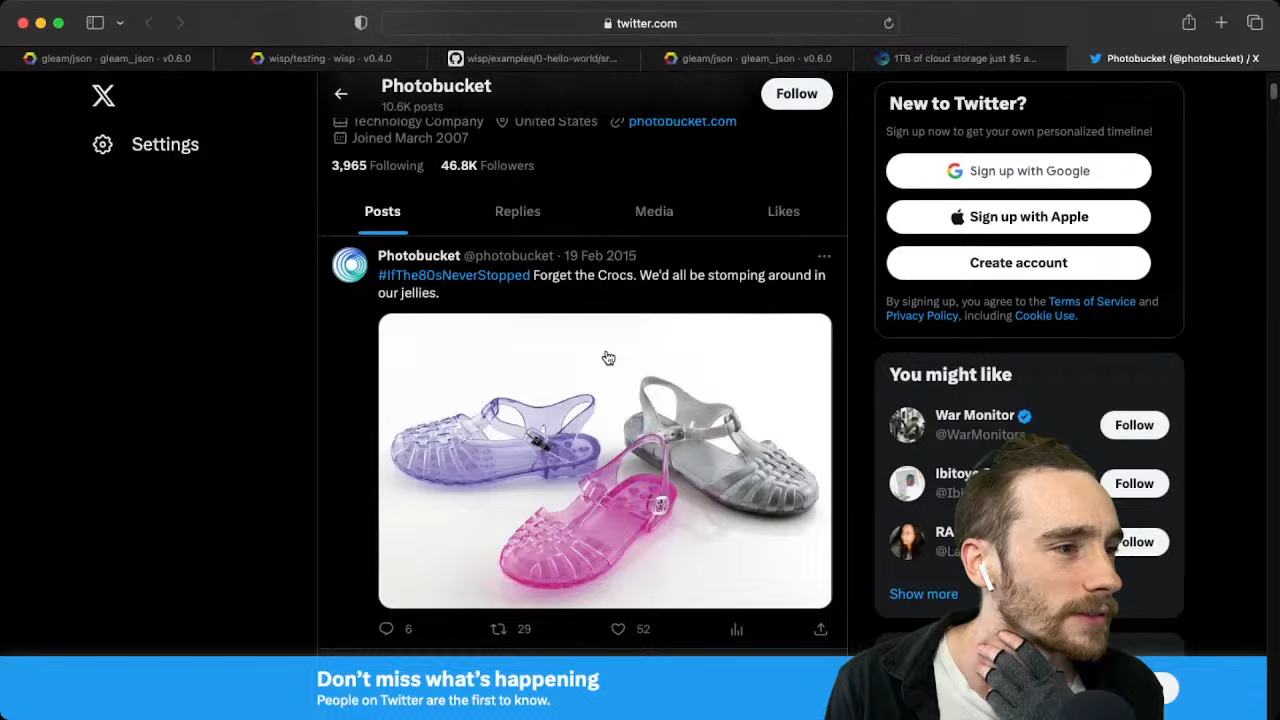 twitter.com
gleam/json · gleam_json · v0.6.0
wisp/testing · wisp · v0.4.0
wisp/examples/0-hello-world/sr...
gleam/json · gleam_json · v0.6.0
1TB of cloud storage just $5 a...
Photobucket (@photobucket) / X
Settings
Photobucket
10.6K posts
Follow
Technology Company United States photobucket.com
Joined March 2007
3,965 Following 46.8K Followers
Posts Replies Media Likes
Photobucket @photobucket · 19 Feb 2015
#IfThe80sNeverStopped Forget the Crocs. We'd all be stomping around in
our jellies.
6 29 52
New to Twitter?
Sign up now to get your own personalized timeline!
Sign up with Google
Sign up with Apple
Create account
By signing up, you agree to the Terms of Service and
Privacy Policy, including Cookie Use.
You might like
War Monitor
@WarMonitors
Follow
Follow
RA
Show more
Don't miss what's happening
People on Twitter are the first to know.